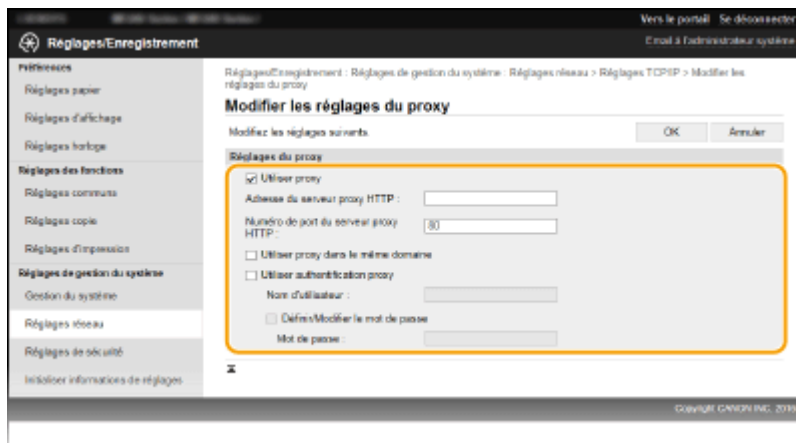 Vers le portail Se déconnecter
Réglages/Enregistrement
Email à l'administrateur système
Préférences
Réglages papier
Réglages d'affichage
Réglages horloge
Réglages des fonctions
Réglages communs
Réglages copie
Réglages d'impression
Réglages de gestion du système
Gestion du système
Réglages réseau
Réglages de sécurité
Initialiser informations de réglages
Réglages/Enregistrement : Réglages de gestion du système : Réglages réseau > Réglages TCP/IP > Modifier les
réglages du proxy
Modifier les réglages du proxy
Modifiez les réglages suivants.
OK
Annuler
Réglages du proxy
Utiliser proxy
Adresse du serveur proxy HTTP :
Numéro de port du serveur proxy
HTTP :
80
Utiliser proxy dans le même domaine
Utiliser authentification proxy
Nom d'utilisateur :
Définir/Modifier le mot de passe
Mot de passe :
Copyright CANON INC. 2016